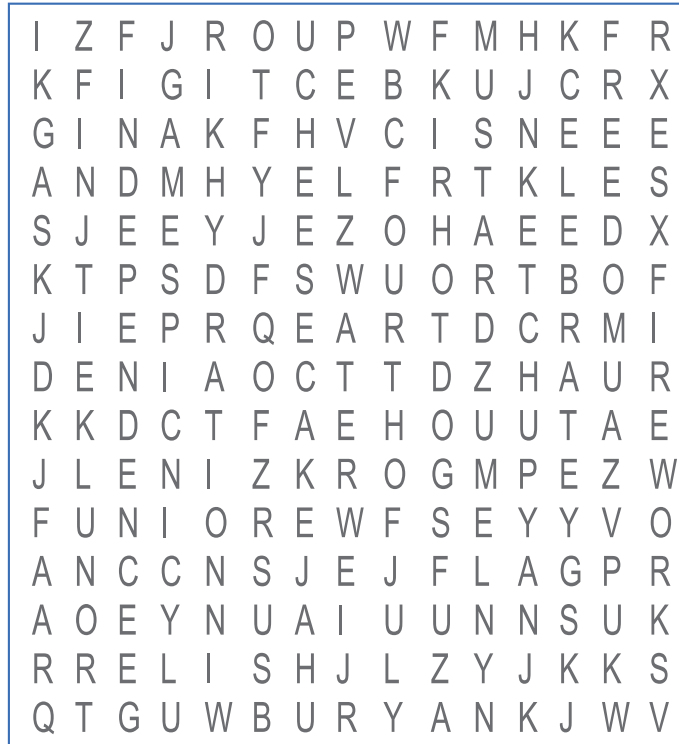 I Z F J R O U P W F M H K F R
K F I G I T C E B K U J C R X
G I N A K F H V C I S N E E E
A N D M H Y E L F R T K L E S
S J E E Y J E Z O H A E E D X
K T P S D F S W U O R T B O F
J I E P R Q E A R T D C R M I
D E N I A O C T T D Z H A U R
K K D C T F A E H O U U T A E
J L E N I Z K R O G M P E Z W
F U N I O R E W F S E Y Y V O
A N C C N S J E J F L A G P R
A O E Y N U A I U U N N S U K
R R E L I S H J L Z Y J K K S
Q T G U W B U R Y A N K J W V